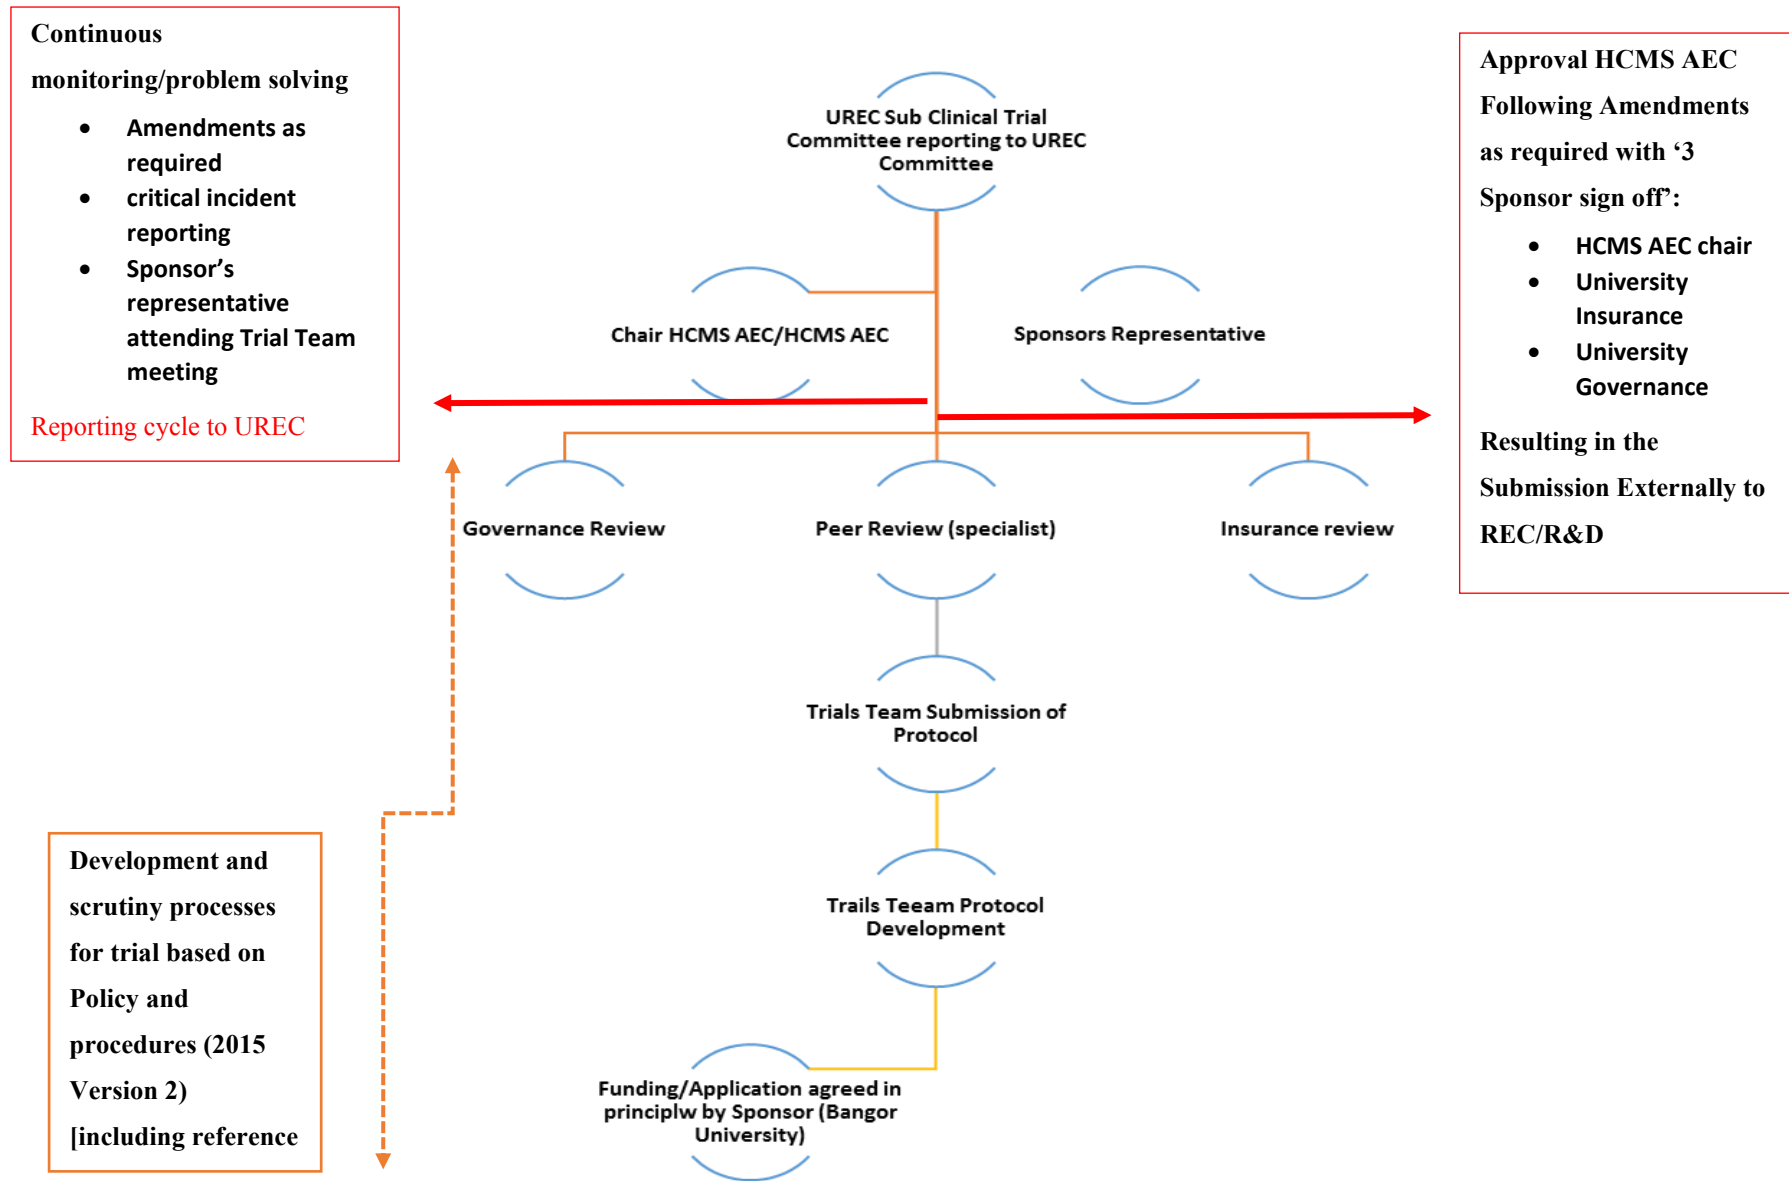 Continuous
monitoring/problem solving
• Amendments as
required
• critical incident
reporting
• Sponsor’s
representative
attending Trial Team
meeting
Reporting cycle to UREC
UREC Sub Clinical Trial
Committee reporting to UREC
Committee
Chair HCMS AEC/HCMS AEC
Sponsors Representative
Approval HCMS AEC
Following Amendments
as required with ‘3
Sponsor sign off’:
• HCMS AEC chair
• University
Insurance
• University
Governance
Resulting in the
Submission Externally to
REC/R&D
Governance Review
Peer Review (specialist)
Insurance review
Trials Team Submission of
Protocol
Trails Teeam Protocol
Development
Funding/Application agreed in
principlw by Sponsor (Bangor
University)
Development and
scrutiny processes
for trial based on
Policy and
procedures (2015
Version 2)
[including reference